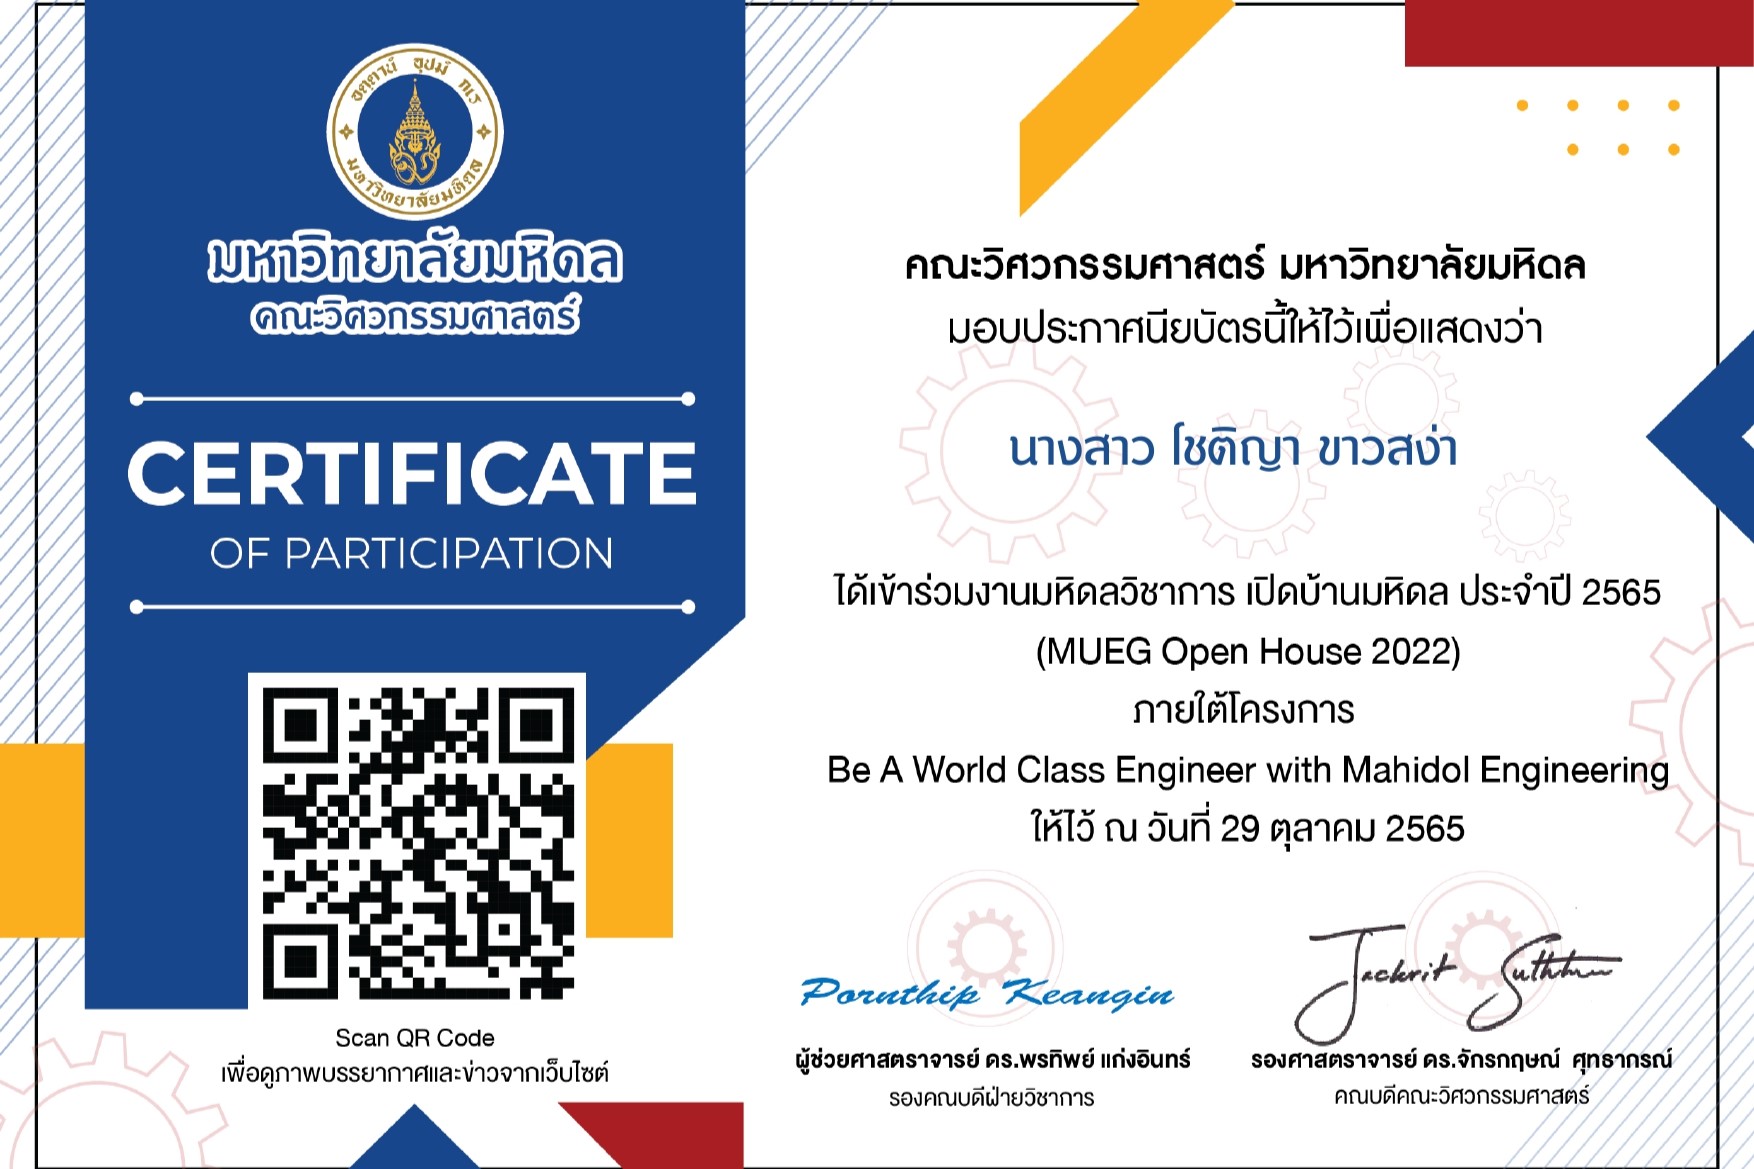 อตฺตานํ อุปมํ กเร
มหาวิทยาลัยมหิดล
มหาวิทยาลัยมหิดล
คณะวิศวกรรมศาสตร์
CERTIFICATE
OF PARTICIPATION
Scan QR Code
เพื่อดูภาพบรรยากาศและข่าวจากเว็บไซต์
คณะวิศวกรรมศาสตร์ มหาวิทยาลัยมหิดล
มอบประกาศนียบัตรนี้ให้ไว้เพื่อแสดงว่า
นางสาว โชติญา ขาวสง่า
ได้เข้าร่วมงานมหิดลวิชาการ เปิดบ้านมหิดล ประจำปี 2565
(MUEG Open House 2022)
ภายใต้โครงการ
Be A World Class Engineer with Mahidol Engineering
ให้ไว้ ณ วันที่ 29 ตุลาคม 2565
Pornthip Keangin
ผู้ช่วยศาสตราจารย์ ดร.พรทิพย์ แก่งอินทร์
รองคณบดีฝ่ายวิชาการ
Jackrit
รองศาสตราจารย์ ดร.จักรกฤษณ์ ศุทธากรณ์
คณบดีคณะวิศวกรรมศาสตร์